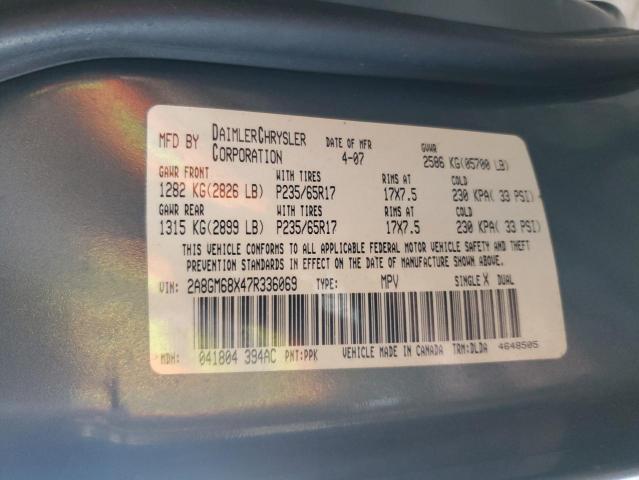 MFD BY DAIMLERCHRYSLER CORPORATION DATE OF MFR 4-07 GVWR 2586 KG(05700 LB)
GAWR FRONT WITH TIRES RIMS AT COLD
1282 KG(2826 LB) P235/65R17 17X7.5 230 KPA( 33 PSI)
GAWR REAR WITH TIRES RIMS AT COLD
1315 KG(2899 LB) P235/65R17 17X7.5 230 KPA( 33 PSI)
THIS VEHICLE CONFORMS TO ALL APPLICABLE FEDERAL MOTOR VEHICLE SAFETY AND THEFT
PREVENTION STANDARDS IN EFFECT ON THE DATE OF MANUFACTURE SHOWN ABOVE.
VIN: 2A8GM68X47R336069 TYPE: MPV SINGLE X DUAL
MDH: 041804 394AC PNT:PPK VEHICLE MADE IN CANADA TRM:DLDA 4648505